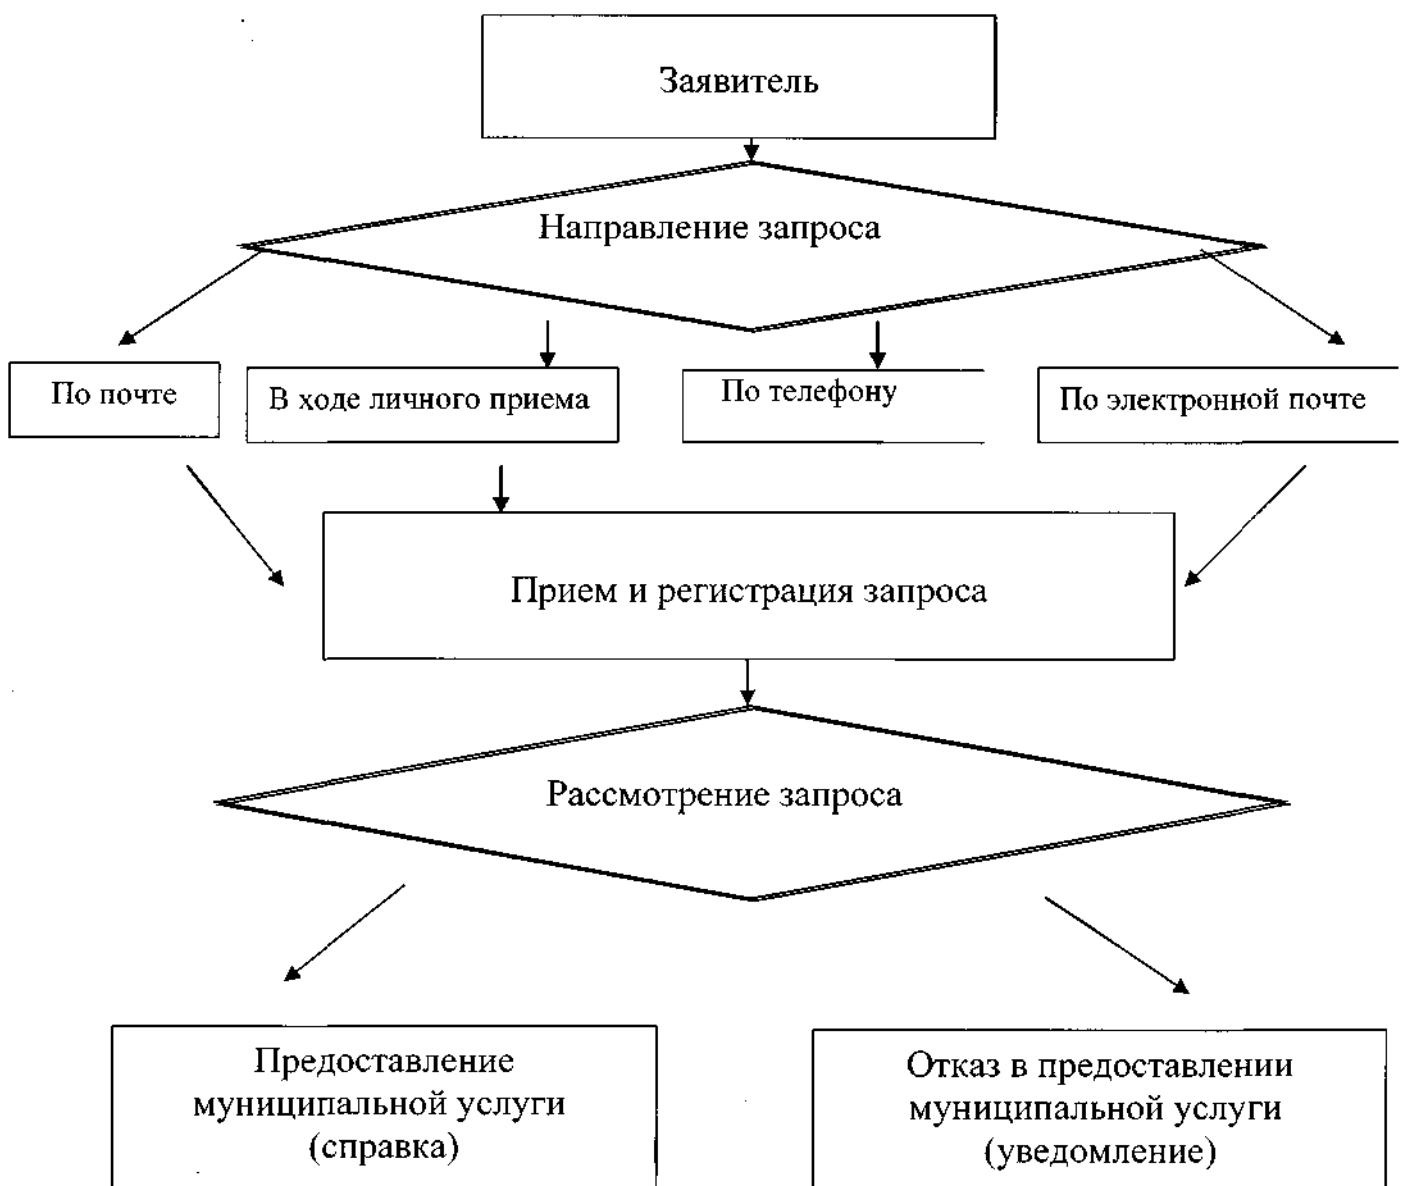 Заявитель
Направление запроса
По почте
В ходе личного приема
По телефону
По электронной почте
Прием и регистрация запроса
Рассмотрение запроса
Предоставление
муниципальной услуги
(справка)
Отказ в предоставлении
муниципальной услуги
(уведомление)